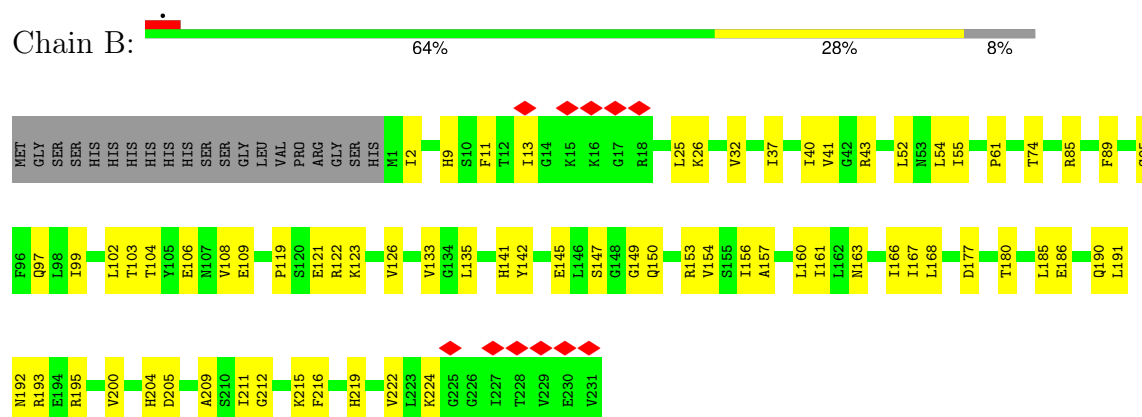 Chain B:
64% 28% 8%
MET GLY SER SER HIS HIS HIS HIS HIS HIS SER SER GLY LEU VAL PRO ARG GLY SER HIS M1 I2 H9 S10 F11 T12 I13 G14 K15 K16 G17 R18 L25 K26 V32 I37 I40 V41 G42 R43 L52 N53 L54 I55 P61 T74 R85 F89
F96 Q97 L98 I99 L102 T103 T104 Y105 E106 N107 V108 E109 P119 S120 E121 R122 K123 V126 V133 G134 L135 H141 Y142 E145 L146 S147 G148 G149 Q150 R153 V154 S155 I156 A157 L160 I161 L162 N163 I166 I167 L168 D177 T180 L185 E186 Q190 L191
N192 R193 E194 R195 V200 H204 D205 A209 S210 I211 G212 K215 F216 H219 V222 L223 K224 G225 G226 I227 T228 V229 E230 V231